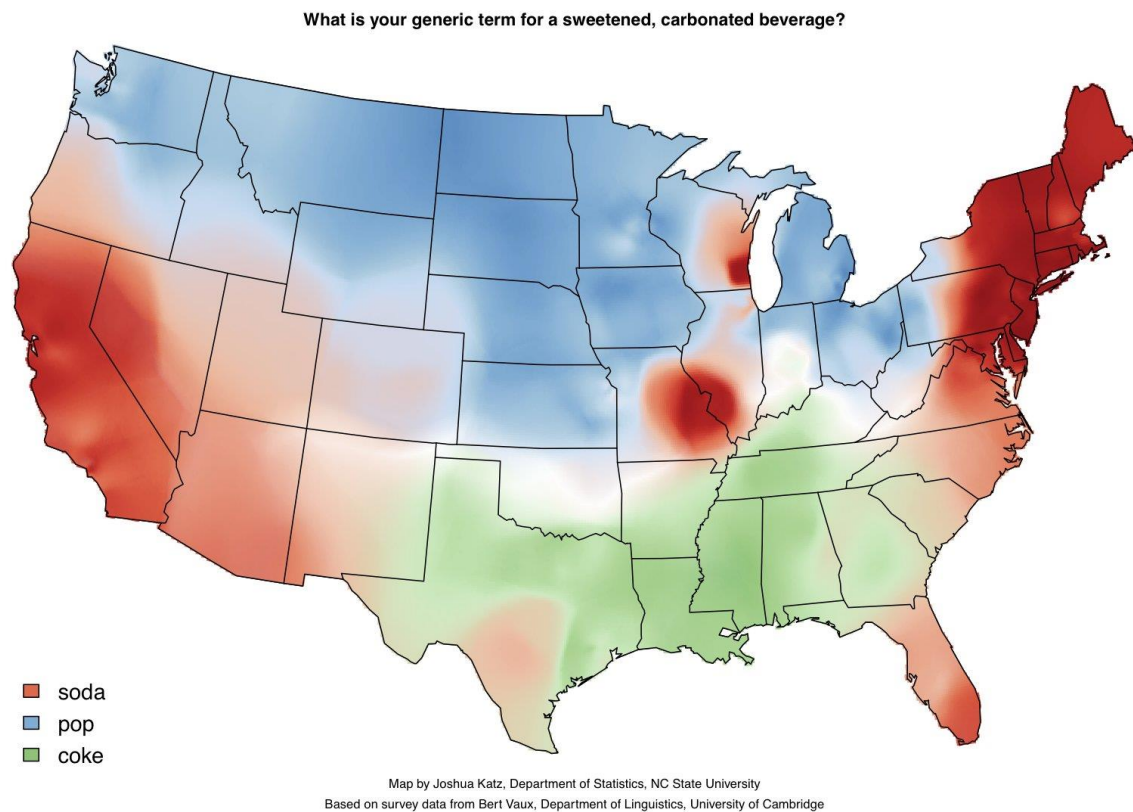 What is your generic term for a sweetened, carbonated beverage?
soda
pop
coke
Map by Joshua Katz, Department of Statistics, NC State University
Based on survey data from Bert Vaux, Department of Linguistics, University of Cambridge